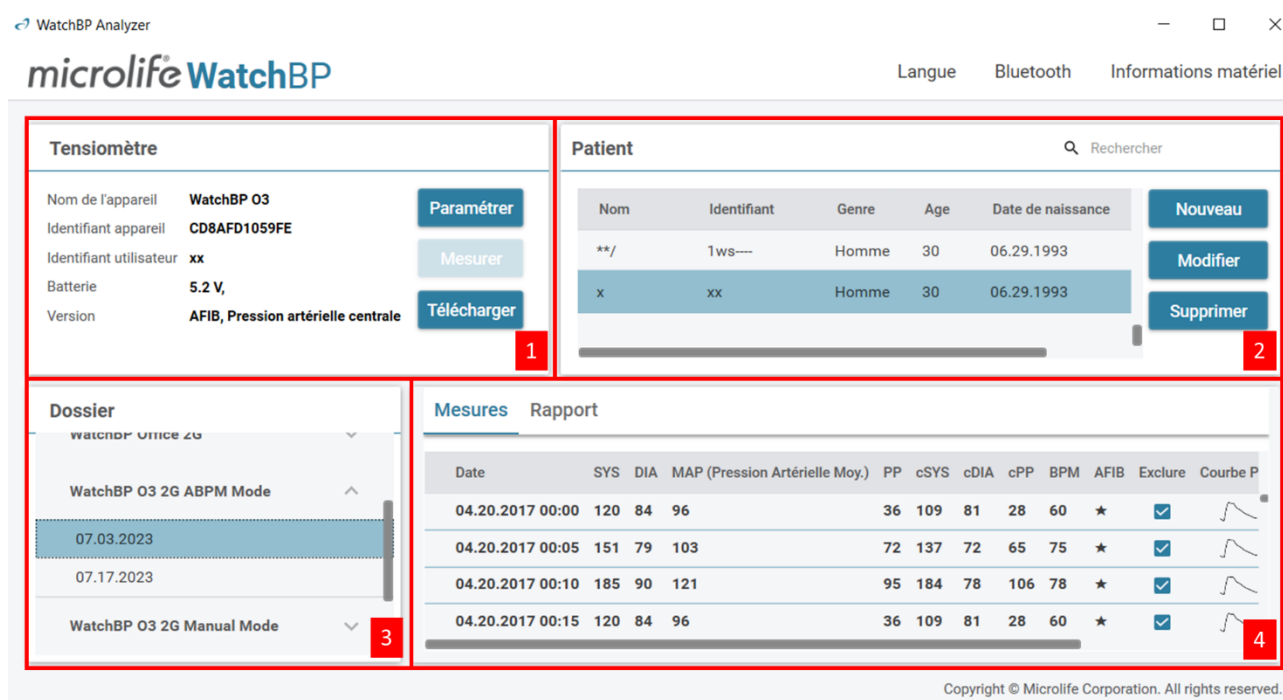 WatchBP Analyzer
microlife WatchBP
Langue Bluetooth Informations matériel
Tensiomètre
Nom de l'appareil WatchBP O3
Identifiant appareil CD8AFD1059FE
Identifiant utilisateur xx
Batterie 5.2 V,
Version AFIB, Pression artérielle centrale
Paramétrer
Mesurer
Télécharger
1
Patient
Rechercher
Nom Identifiant Genre Age Date de naissance
**/ 1ws---- Homme 30 06.29.1993
x xx Homme 30 06.29.1993
Nouveau
Modifier
Supprimer
2
Dossier
WatchBP Office 2G
WatchBP O3 2G ABPM Mode
07.03.2023
07.17.2023
WatchBP O3 2G Manual Mode
3
Mesures Rapport
Date SYS DIA MAP (Pression Artérielle Moy.) PP cSYS cDIA cPP BPM AFIB Exclure Courbe P
04.20.2017 00:00 120 84 96 36 109 81 28 60 ★
04.20.2017 00:05 151 79 103 72 137 72 65 75 ★
04.20.2017 00:10 185 90 121 95 184 78 106 78 ★
04.20.2017 00:15 120 84 96 36 109 81 28 60 ★
4
Copyright © Microlife Corporation. All rights reserved.